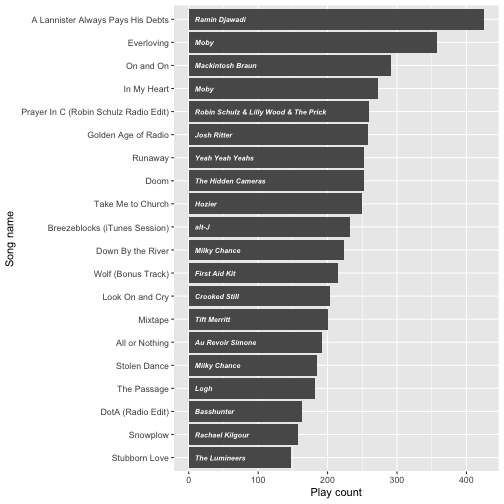 A Lannister Always Pays His Debts Ramin Djawadi
Everloving Moby
On and On Mackintosh Braun
In My Heart Moby
Prayer In C (Robin Schulz Radio Edit) Robin Schulz & Lilly Wood & The Prick
Golden Age of Radio Josh Ritter
Runaway Yeah Yeah Yeahs
Doom The Hidden Cameras
Take Me to Church Hozier
Breezeblocks (iTunes Session) alt-J
Down By the River Milky Chance
Wolf (Bonus Track) First Aid Kit
Look On and Cry Crooked Still
Mixtape Tift Merritt
All or Nothing Au Revoir Simone
Stolen Dance Milky Chance
The Passage Logh
DotA (Radio Edit) Basshunter
Snowplow Rachael Kilgour
Stubborn Love The Lumineers
Song name
0 100 200 300 400
Play count